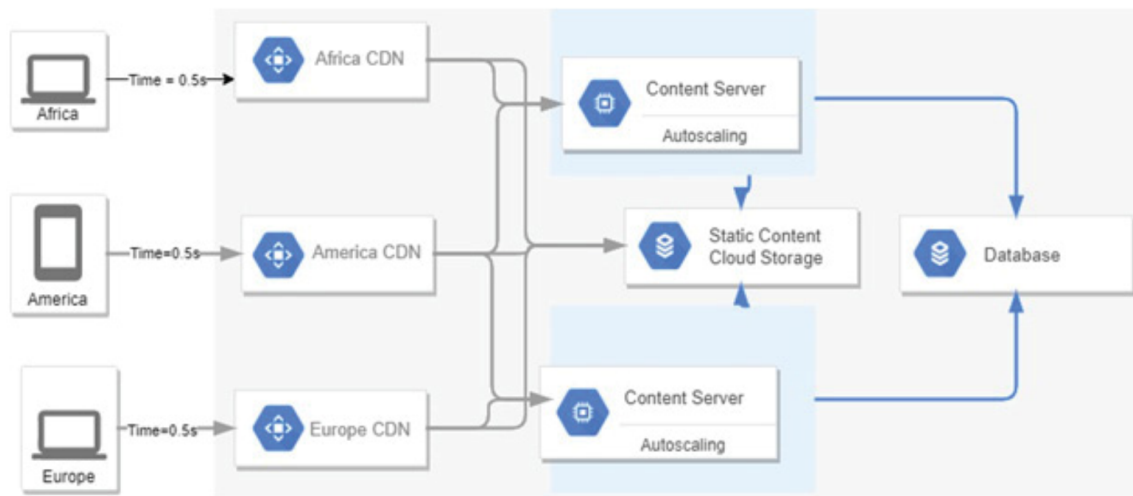 Africa
Time = 0.5s
Africa CDN
Content Server
Autoscaling
America
Time=0.5s
America CDN
Static Content
Cloud Storage
Database
Europe
Time=0.5s
Europe CDN
Content Server
Autoscaling